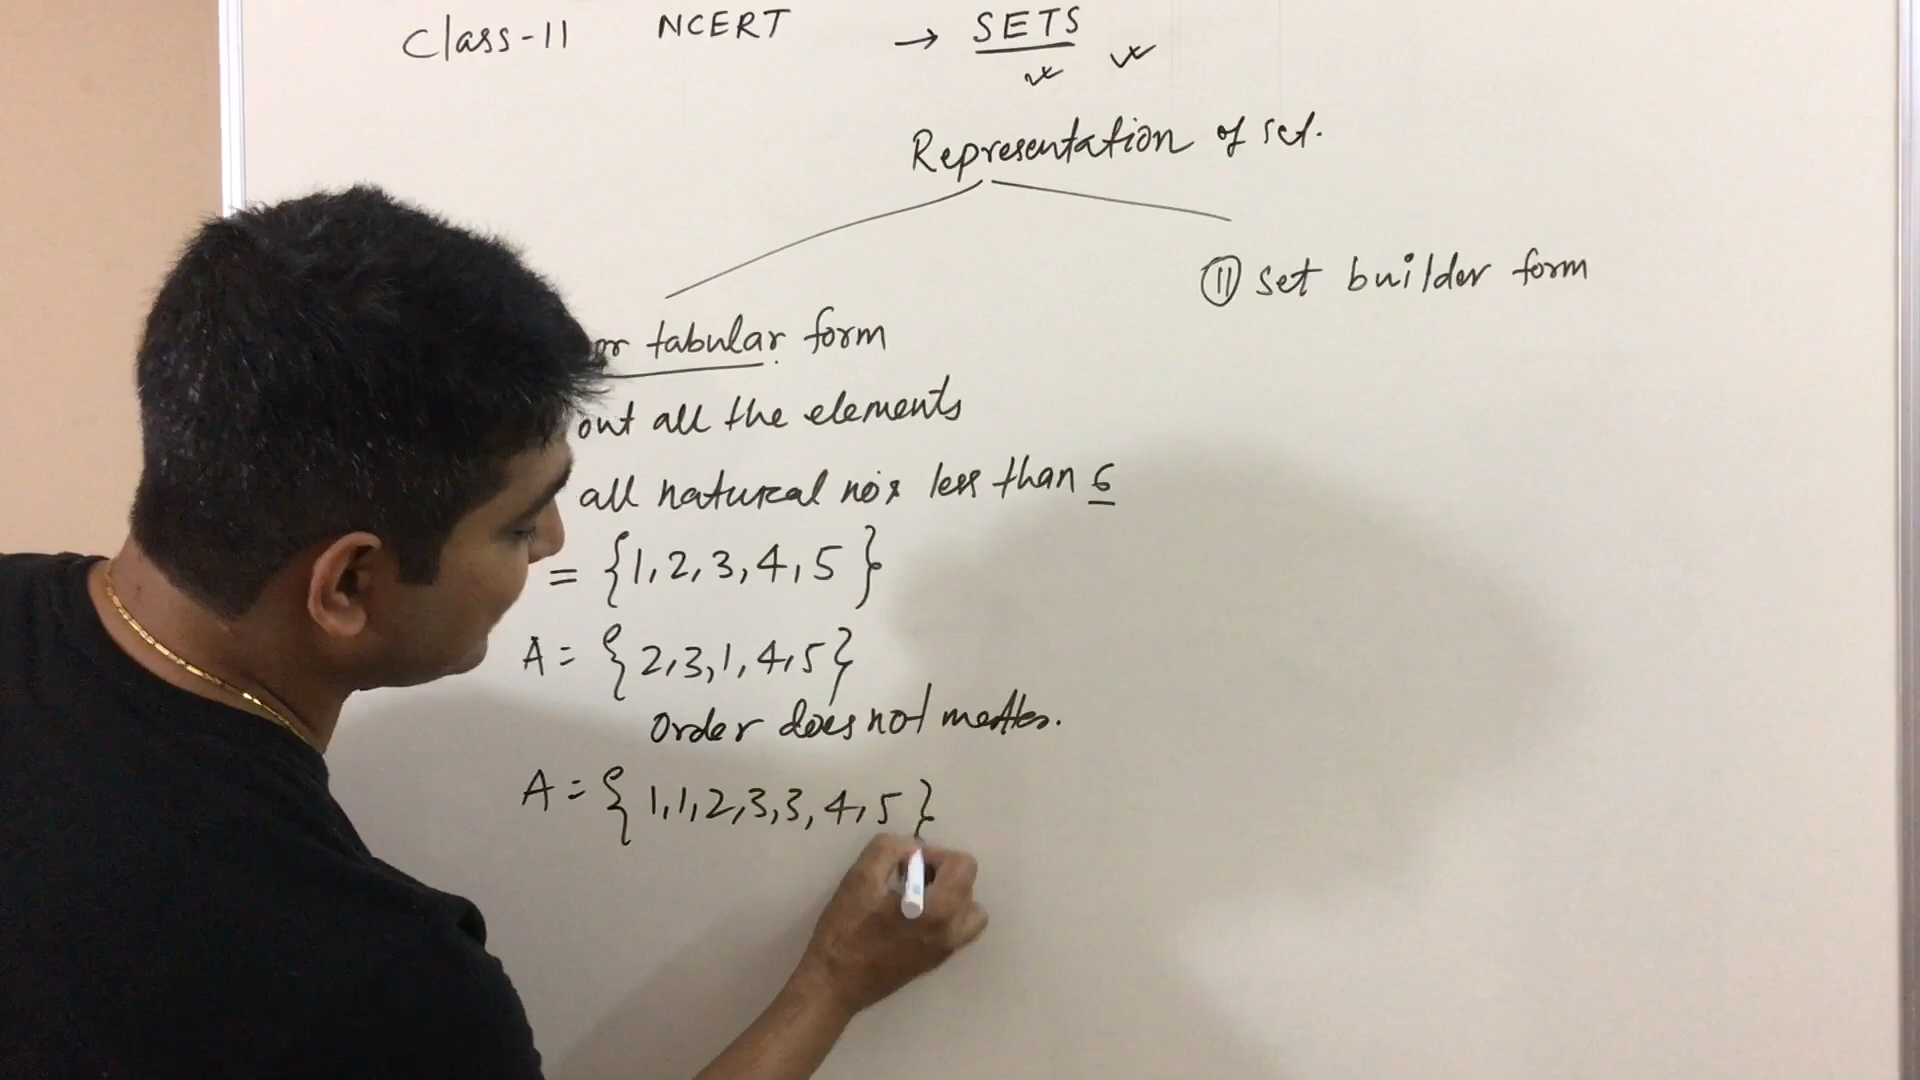 Class-11 NCERT → SETS
Representation of set.
(II) set builder form
or tabular form
out all the elements
all natural no's less than 6
= {1, 2, 3, 4, 5}
A = {2, 3, 1, 4, 5}
Order does not matter.
A = {1, 1, 2, 3, 3, 4, 5}